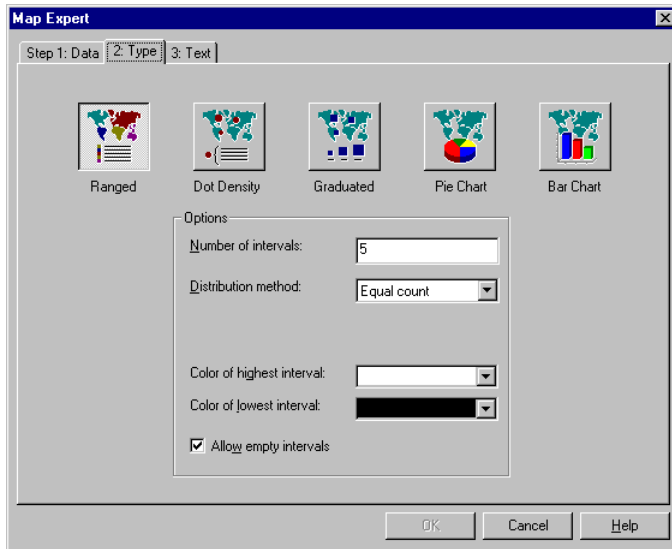 Map Expert
Step 1: Data 2: Type 3: Text
Ranged Dot Density Graduated Pie Chart Bar Chart
Options
Number of intervals: 5
Distribution method: Equal count
Color of highest interval:
Color of lowest interval:
Allow empty intervals
OK Cancel Help